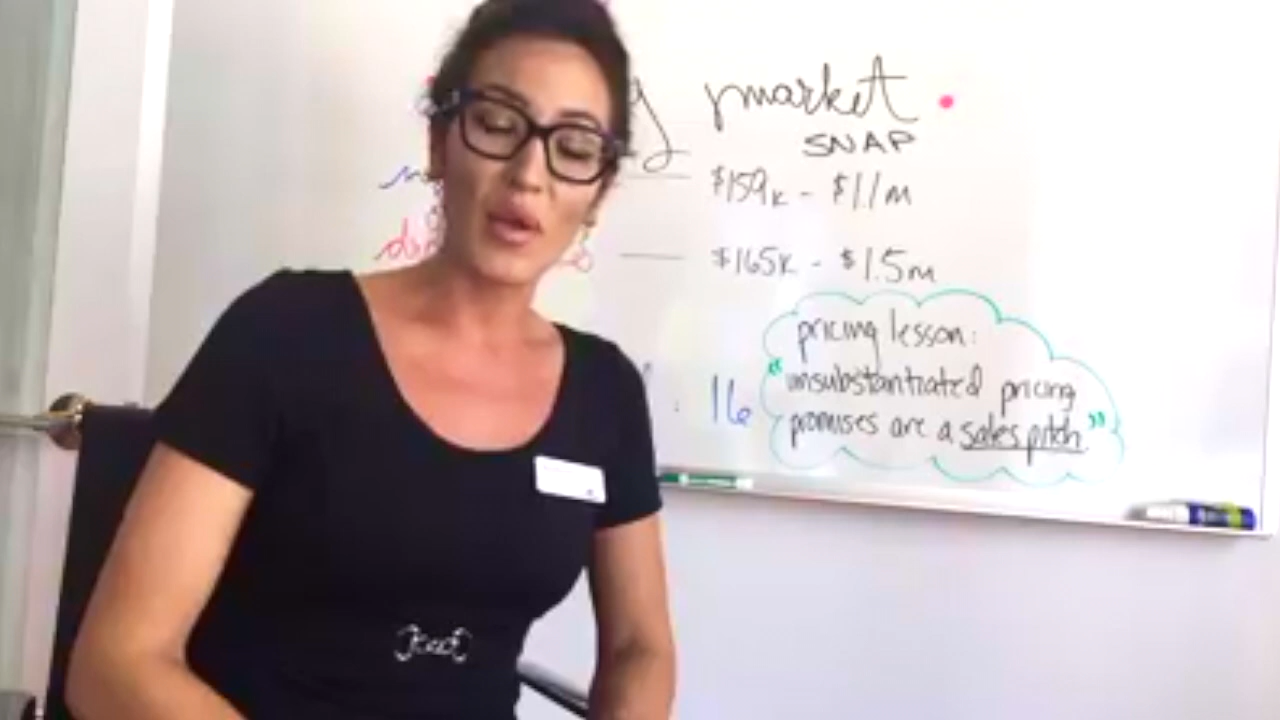 market
SNAP
$159k - $1.1m
$165k - $1.5m
pricing lesson:
"unsubstantiated pricing
promises are a sales pitch."
: 16